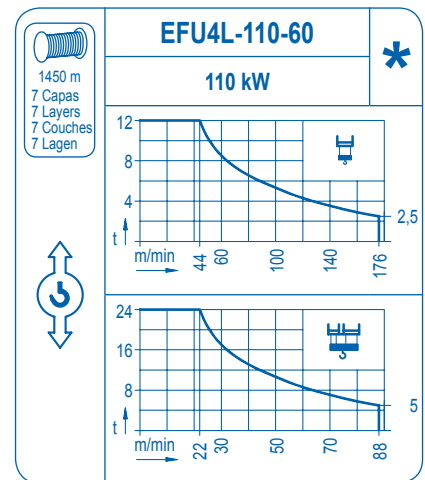 EFU4L-110-60
*
110 kW
1450 m
7 Capas
7 Layers
7 Couches
7 Lagen
12
8
4
t
m/min
44
60
100
140
176
2,5
24
16
8
t
m/min
22
30
50
70
88
5